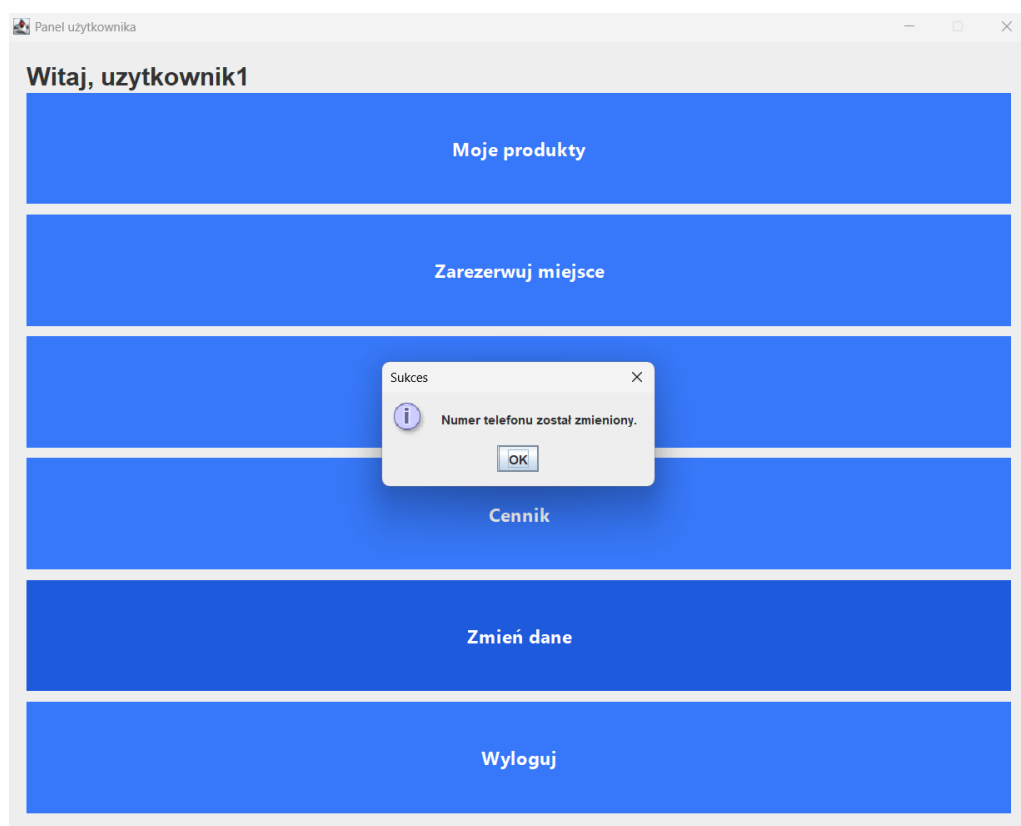 Panel użytkownika
Witaj, uzytkownik1
Moje produkty
Zarezerwuj miejsce
Sukces
Numer telefonu został zmieniony.
OK
Cennik
Zmień dane
Wyloguj